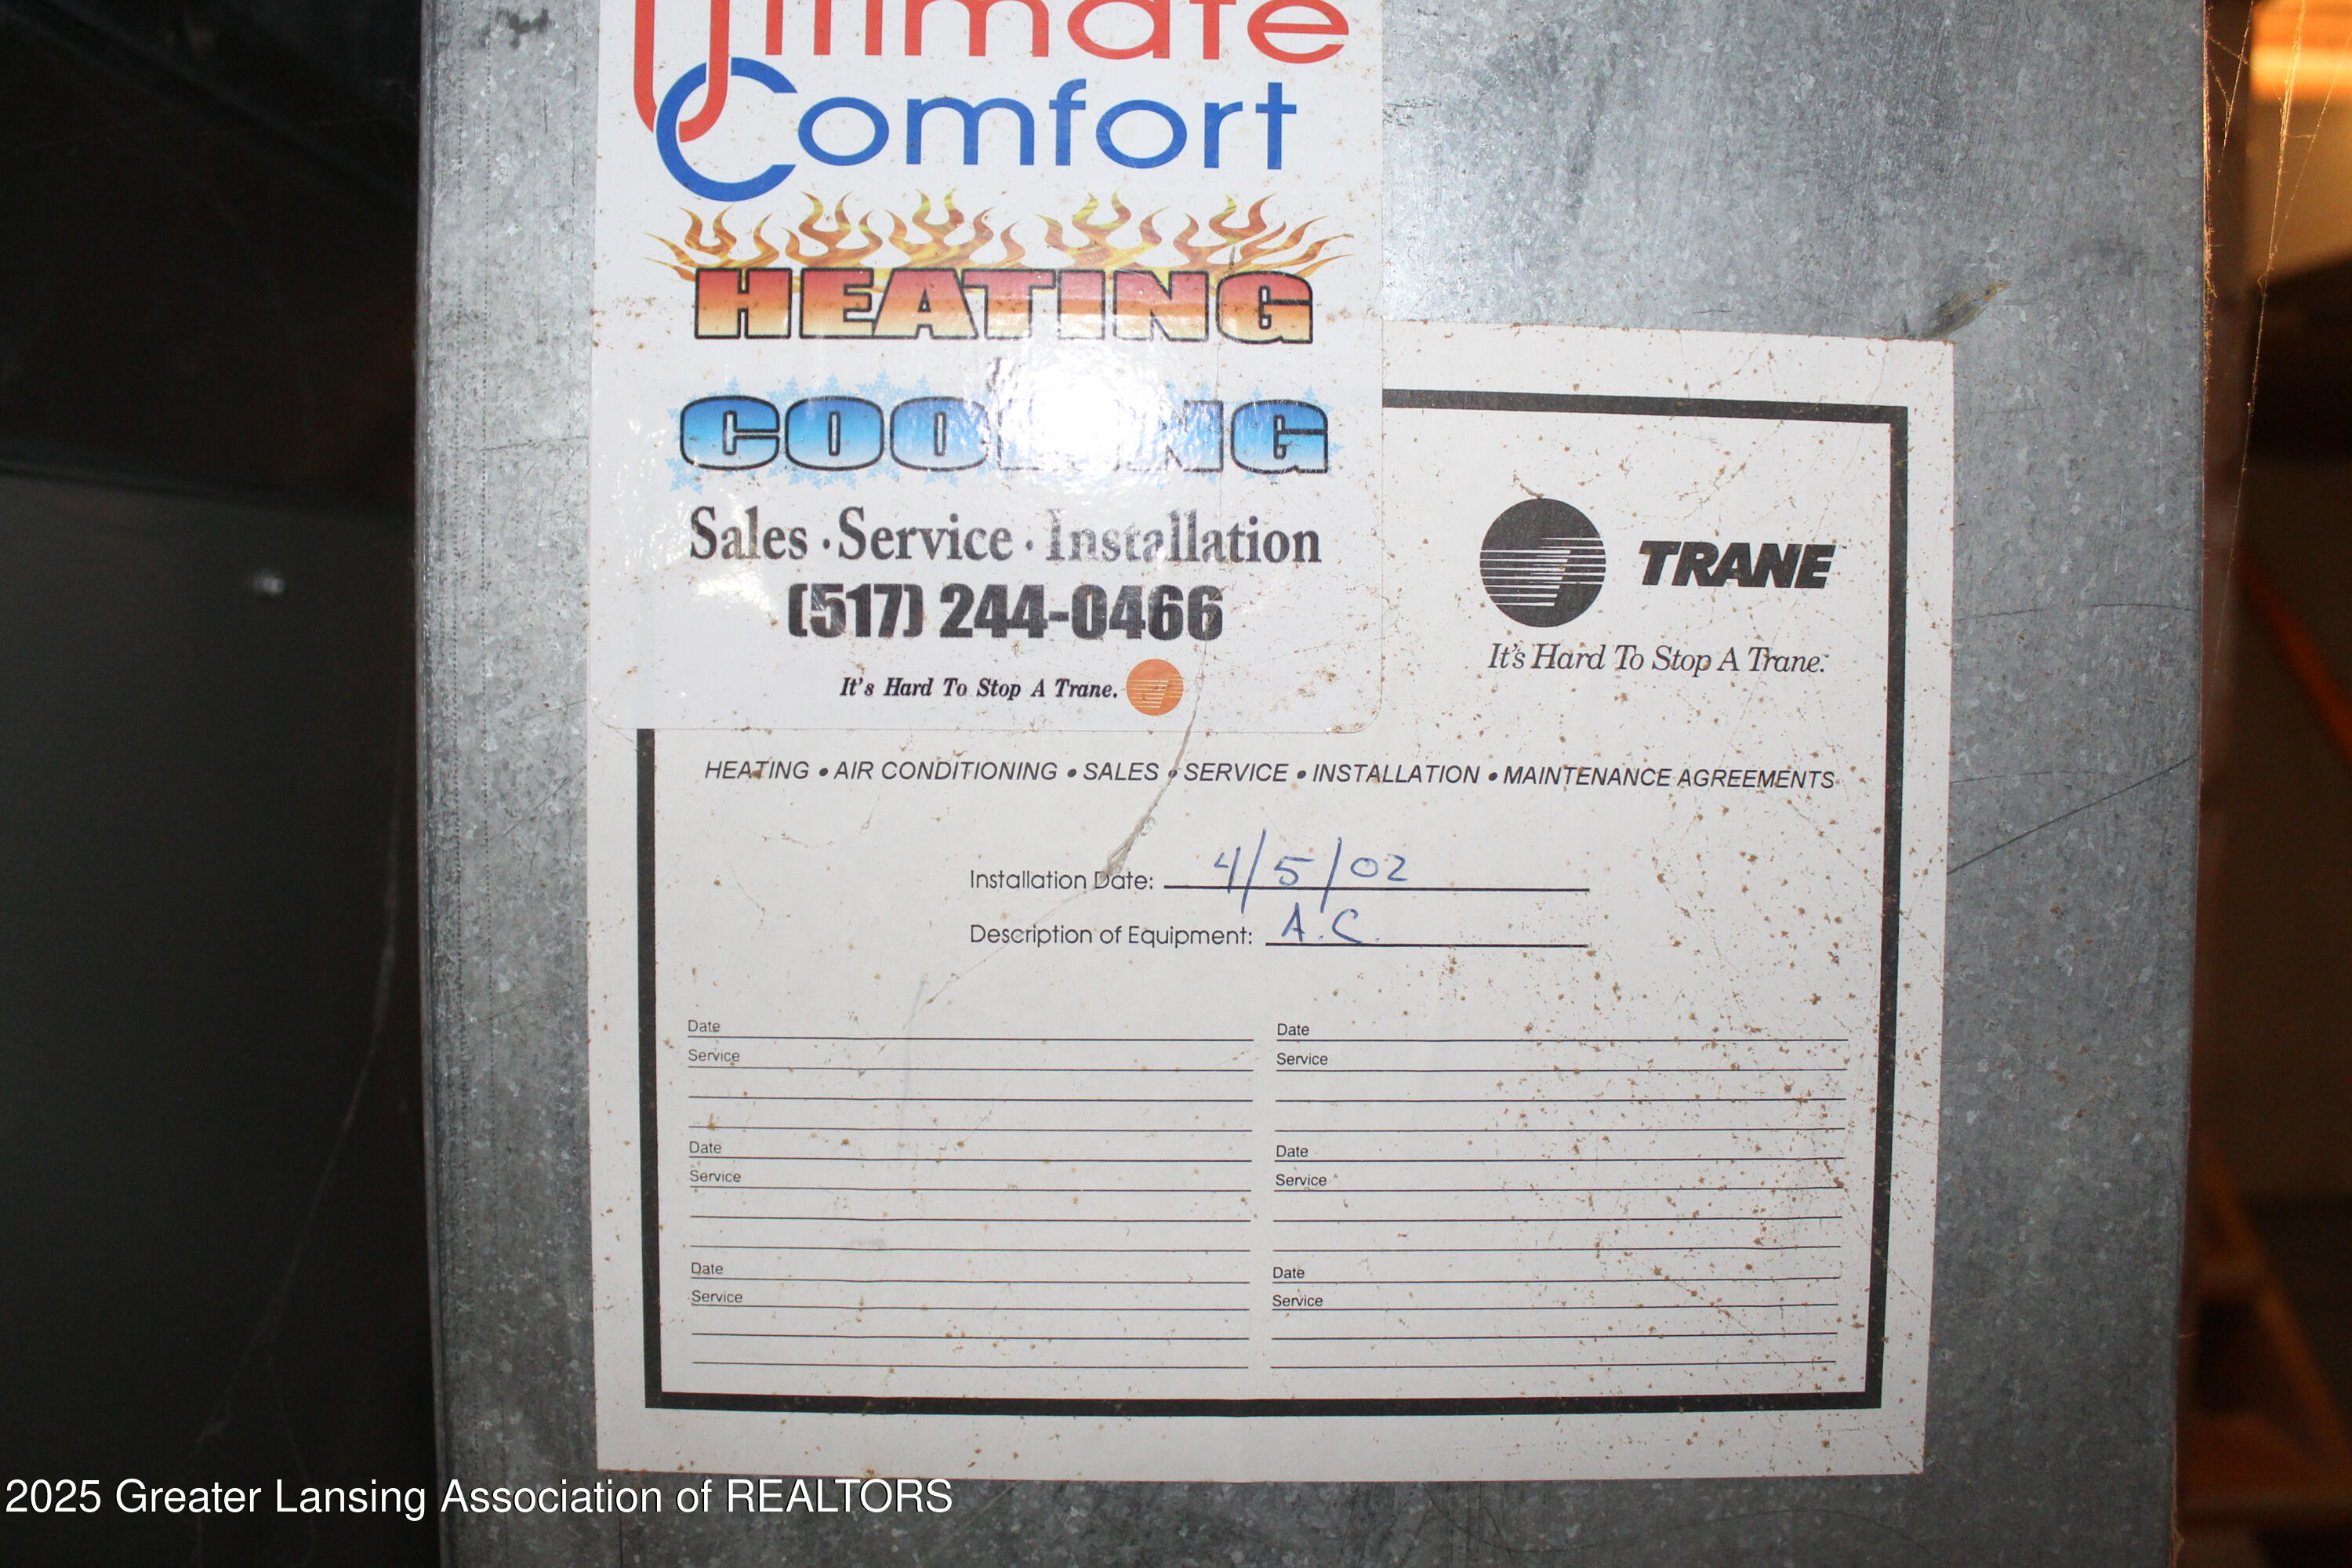 Ultimate
Comfort
HEATING
COOLING
Sales · Service · Installation
(517) 244-0466
It's Hard To Stop A Trane.
TRANE™
It's Hard To Stop A Trane.™
HEATING • AIR CONDITIONING • SALES • SERVICE • INSTALLATION • MAINTENANCE AGREEMENTS
Installation Date: 4/5/02
Description of Equipment: A.C.
Date
Service
Date
Service
Date
Service
Date
Service
Date
Service
Date
Service
2025 Greater Lansing Association of REALTORS